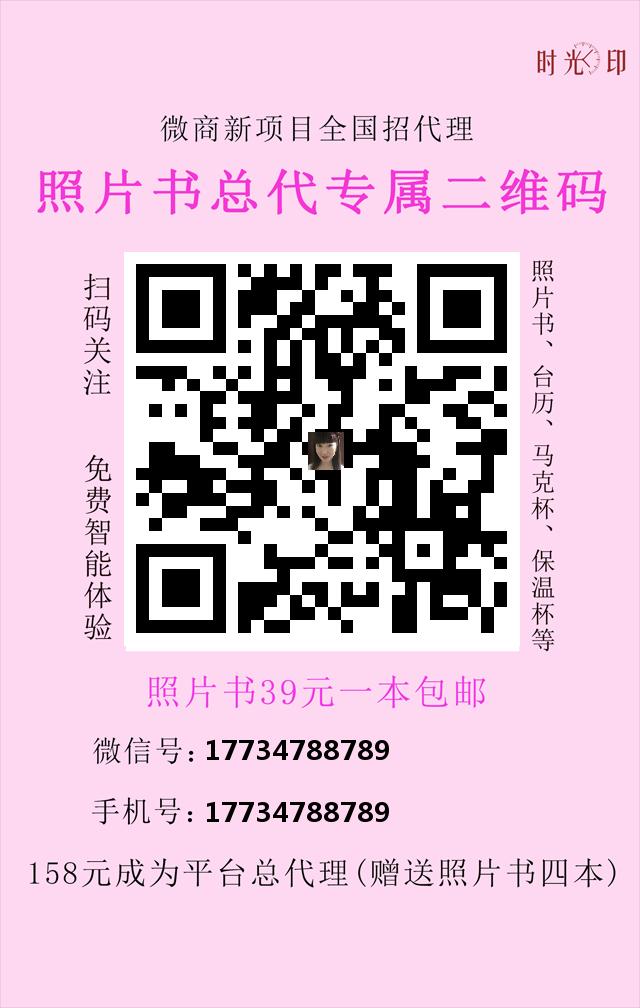 时光印
微商新项目全国招代理
照片书总代专属二维码
扫码关注
免费智能体验
照片书、台历、马克杯、保温杯等
照片书39元一本包邮
微信号:17734788789
手机号:17734788789
158元成为平台总代理(赠送照片书四本)